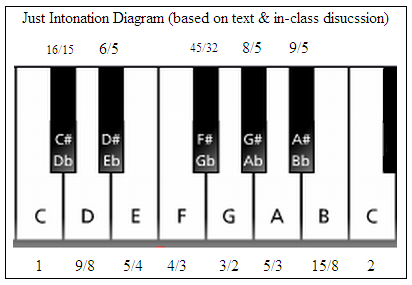 Just Intonation Diagram (based on text & in-class disucssion)
16/15 6/5 45/32 8/5 9/5
C# D# F# G# A#
Db Eb Gb Ab Bb
C D E F G A B C
1 9/8 5/4 4/3 3/2 5/3 15/8 2